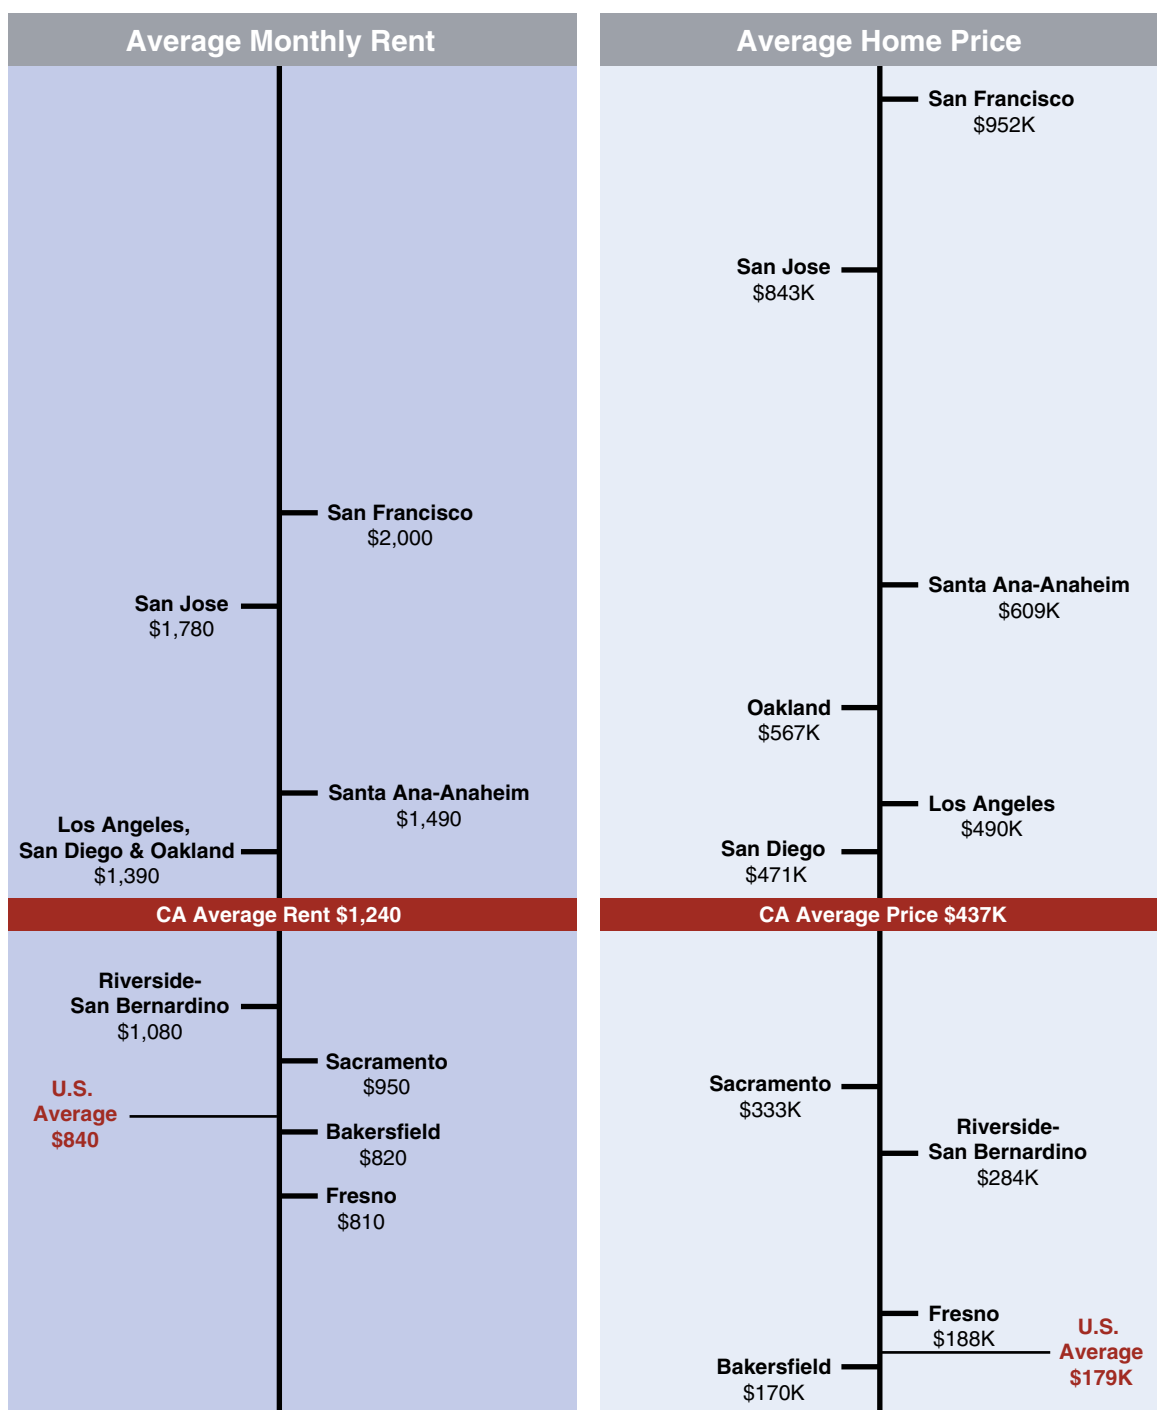 Average Monthly Rent
San Francisco
$2,000
San Jose
$1,780
Santa Ana-Anaheim
$1,490
Los Angeles,
San Diego & Oakland
$1,390
CA Average Rent $1,240
Riverside-
San Bernardino
$1,080
Sacramento
$950
U.S.
Average
$840
Bakersfield
$820
Fresno
$810
Average Home Price
San Francisco
$952K
San Jose
$843K
Santa Ana-Anaheim
$609K
Oakland
$567K
Los Angeles
$490K
San Diego
$471K
CA Average Price $437K
Sacramento
$333K
Riverside-
San Bernardino
$284K
Fresno
$188K
U.S.
Average
$179K
Bakersfield
$170K